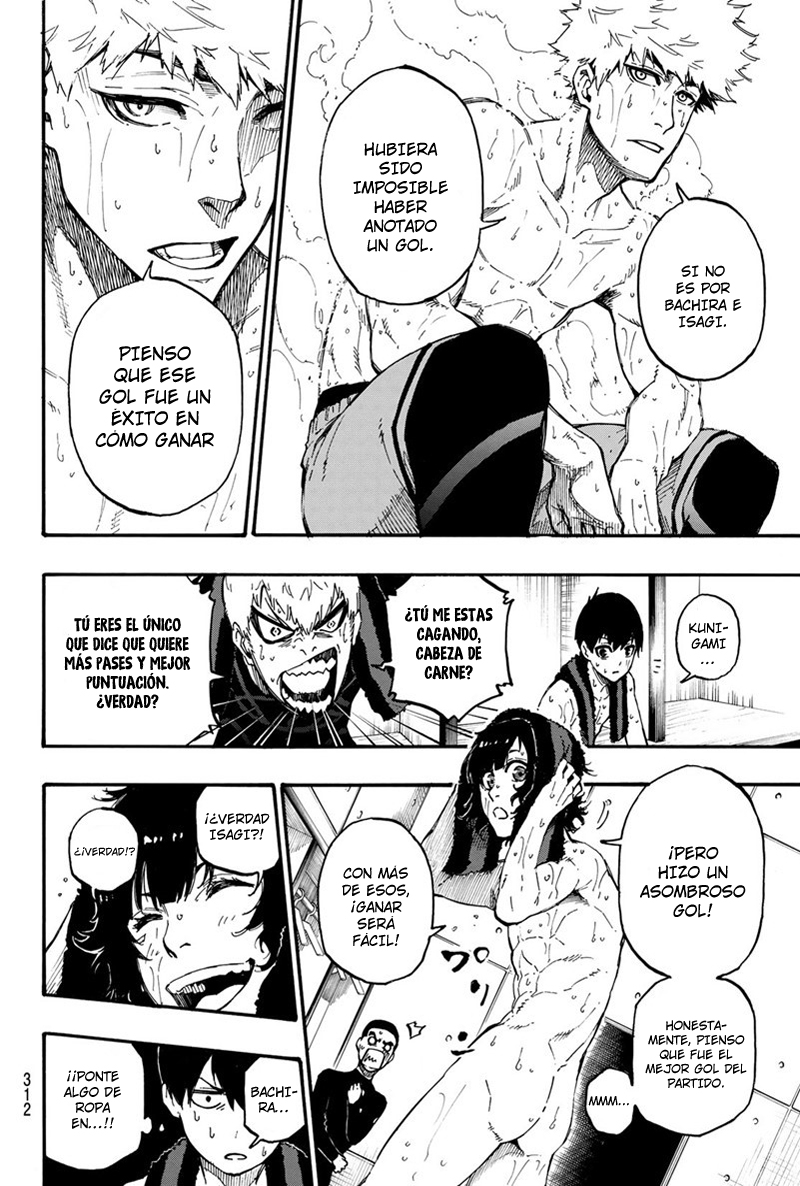 SI NO
ES POR
BACHIRA E
ISAGI.
HUBIERA
SIDO
IMPOSIBLE
HABER
ANOTADO
UN GOL.
PIENSO
QUE ESE
GOL FUE UN
ÉXITO EN
CÓMO GANAR
KUNI-
GAMI
...
¿TÚ ME ESTAS
CAGANDO,
CABEZA DE
CARNE?
TÚ ERES EL ÚNICO
QUE DICE QUE QUIERE
MÁS PASES Y MEJOR
PUNTUACIÓN.
¿VERDAD?
¡PERO
HIZO UN
ASOMBROSO
GOL!
HONESTA-
MENTE, PIENSO
QUE FUE EL
MEJOR GOL DEL
PARTIDO.
MMM...
CON MÁS
DE ESOS,
¡GANAR
SERÁ
FÁCIL!
ワシ
ワシ
¡¿VERDAD
ISAGI?!
¿¡VERDAD!?
BACHI-
RA...
¡¡PONTE
ALGO DE
ROPA
EN...!!
312